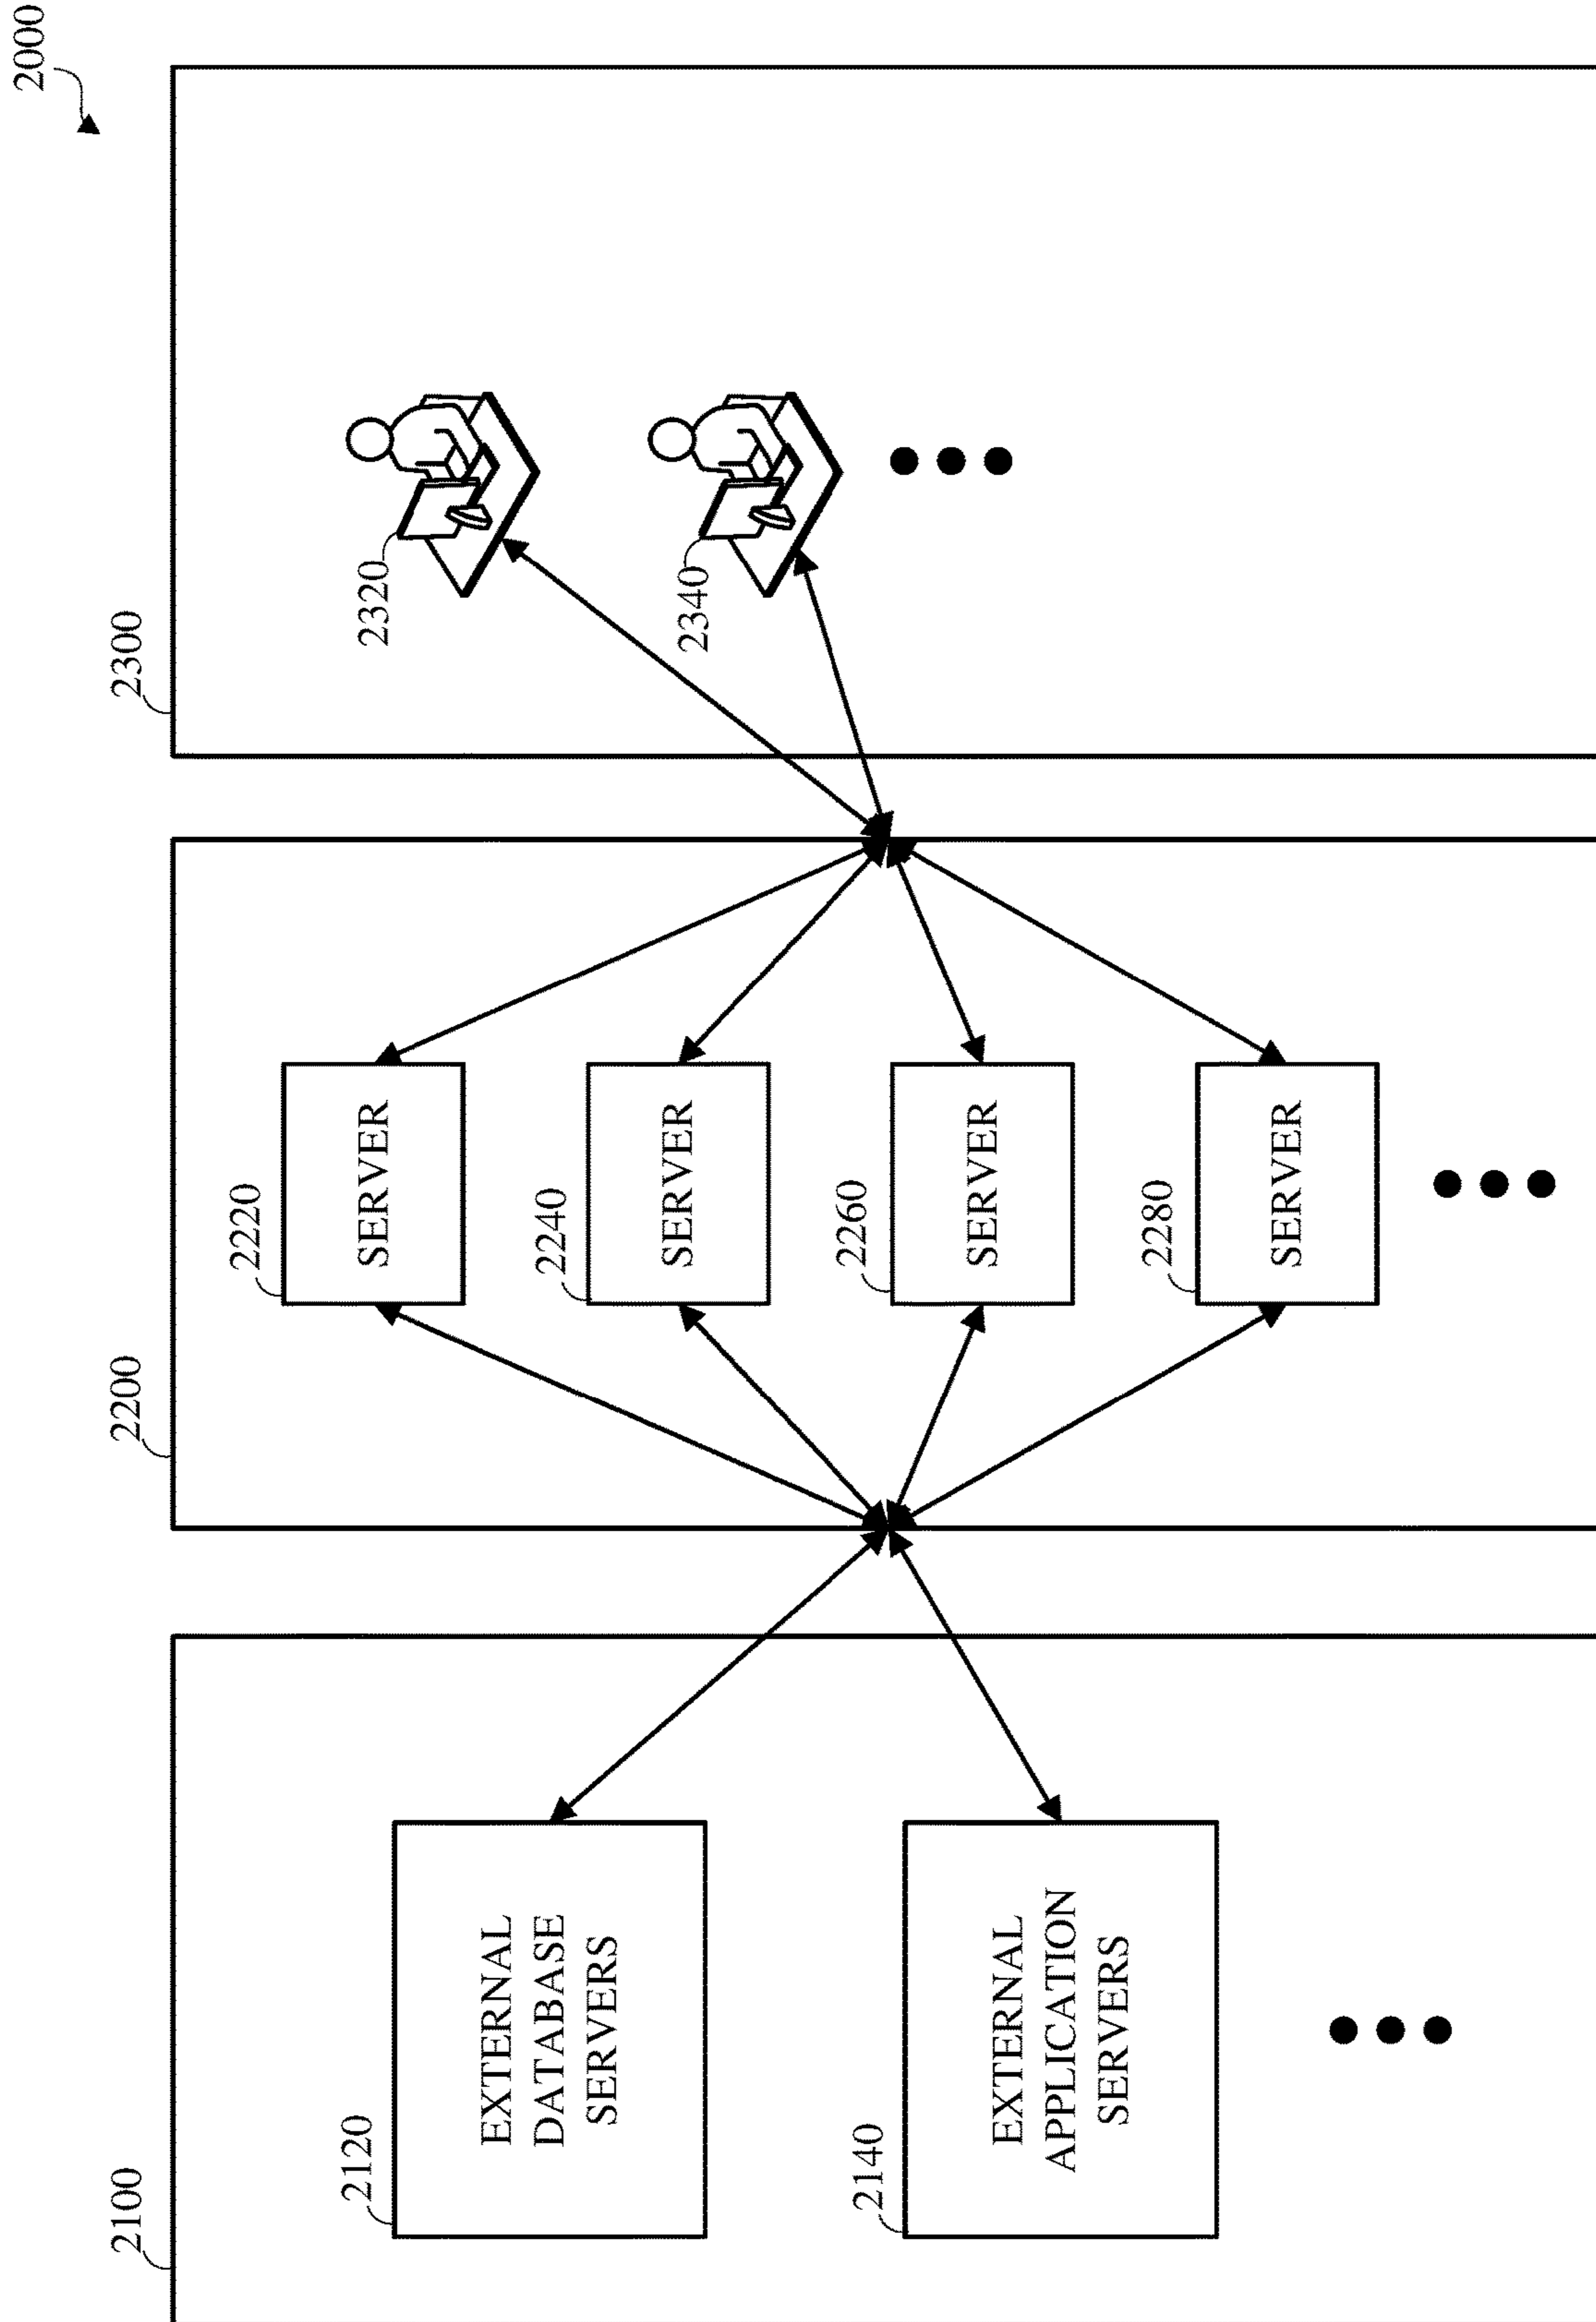 2000
2100
2200
2300
2120
EXTERNAL
DATABASE
SERVERS
2140
EXTERNAL
APPLICATION
SERVERS
2220
SERVER
2240
SERVER
2260
SERVER
2280
SERVER
2320
2340